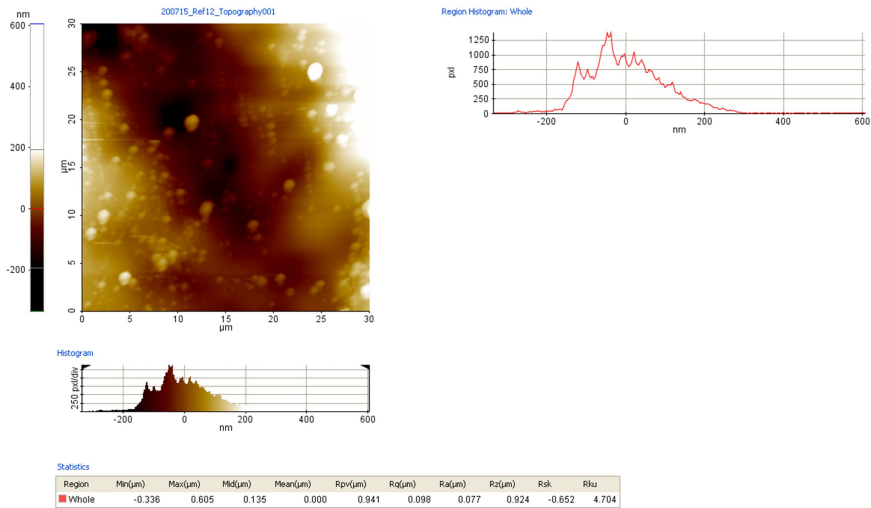 200715_Ref12_Topography001
nm
600
400
200
0
-200
µm
30
25
20
15
10
5
0
0 5 10 15 20 25 30
µm
Region Histogram: Whole
pxl
1250
1000
750
500
250
0
-200 0 200 400 600
nm
Histogram
250 pxl/div
-200 0 200 400 600
nm
Statistics
Region Min(µm) Max(µm) Mid(µm) Mean(µm) Rpv(µm) Rq(µm) Ra(µm) Rz(µm) Rsk Rku
Whole -0.336 0.605 0.135 0.000 0.941 0.098 0.077 0.924 -0.652 4.704